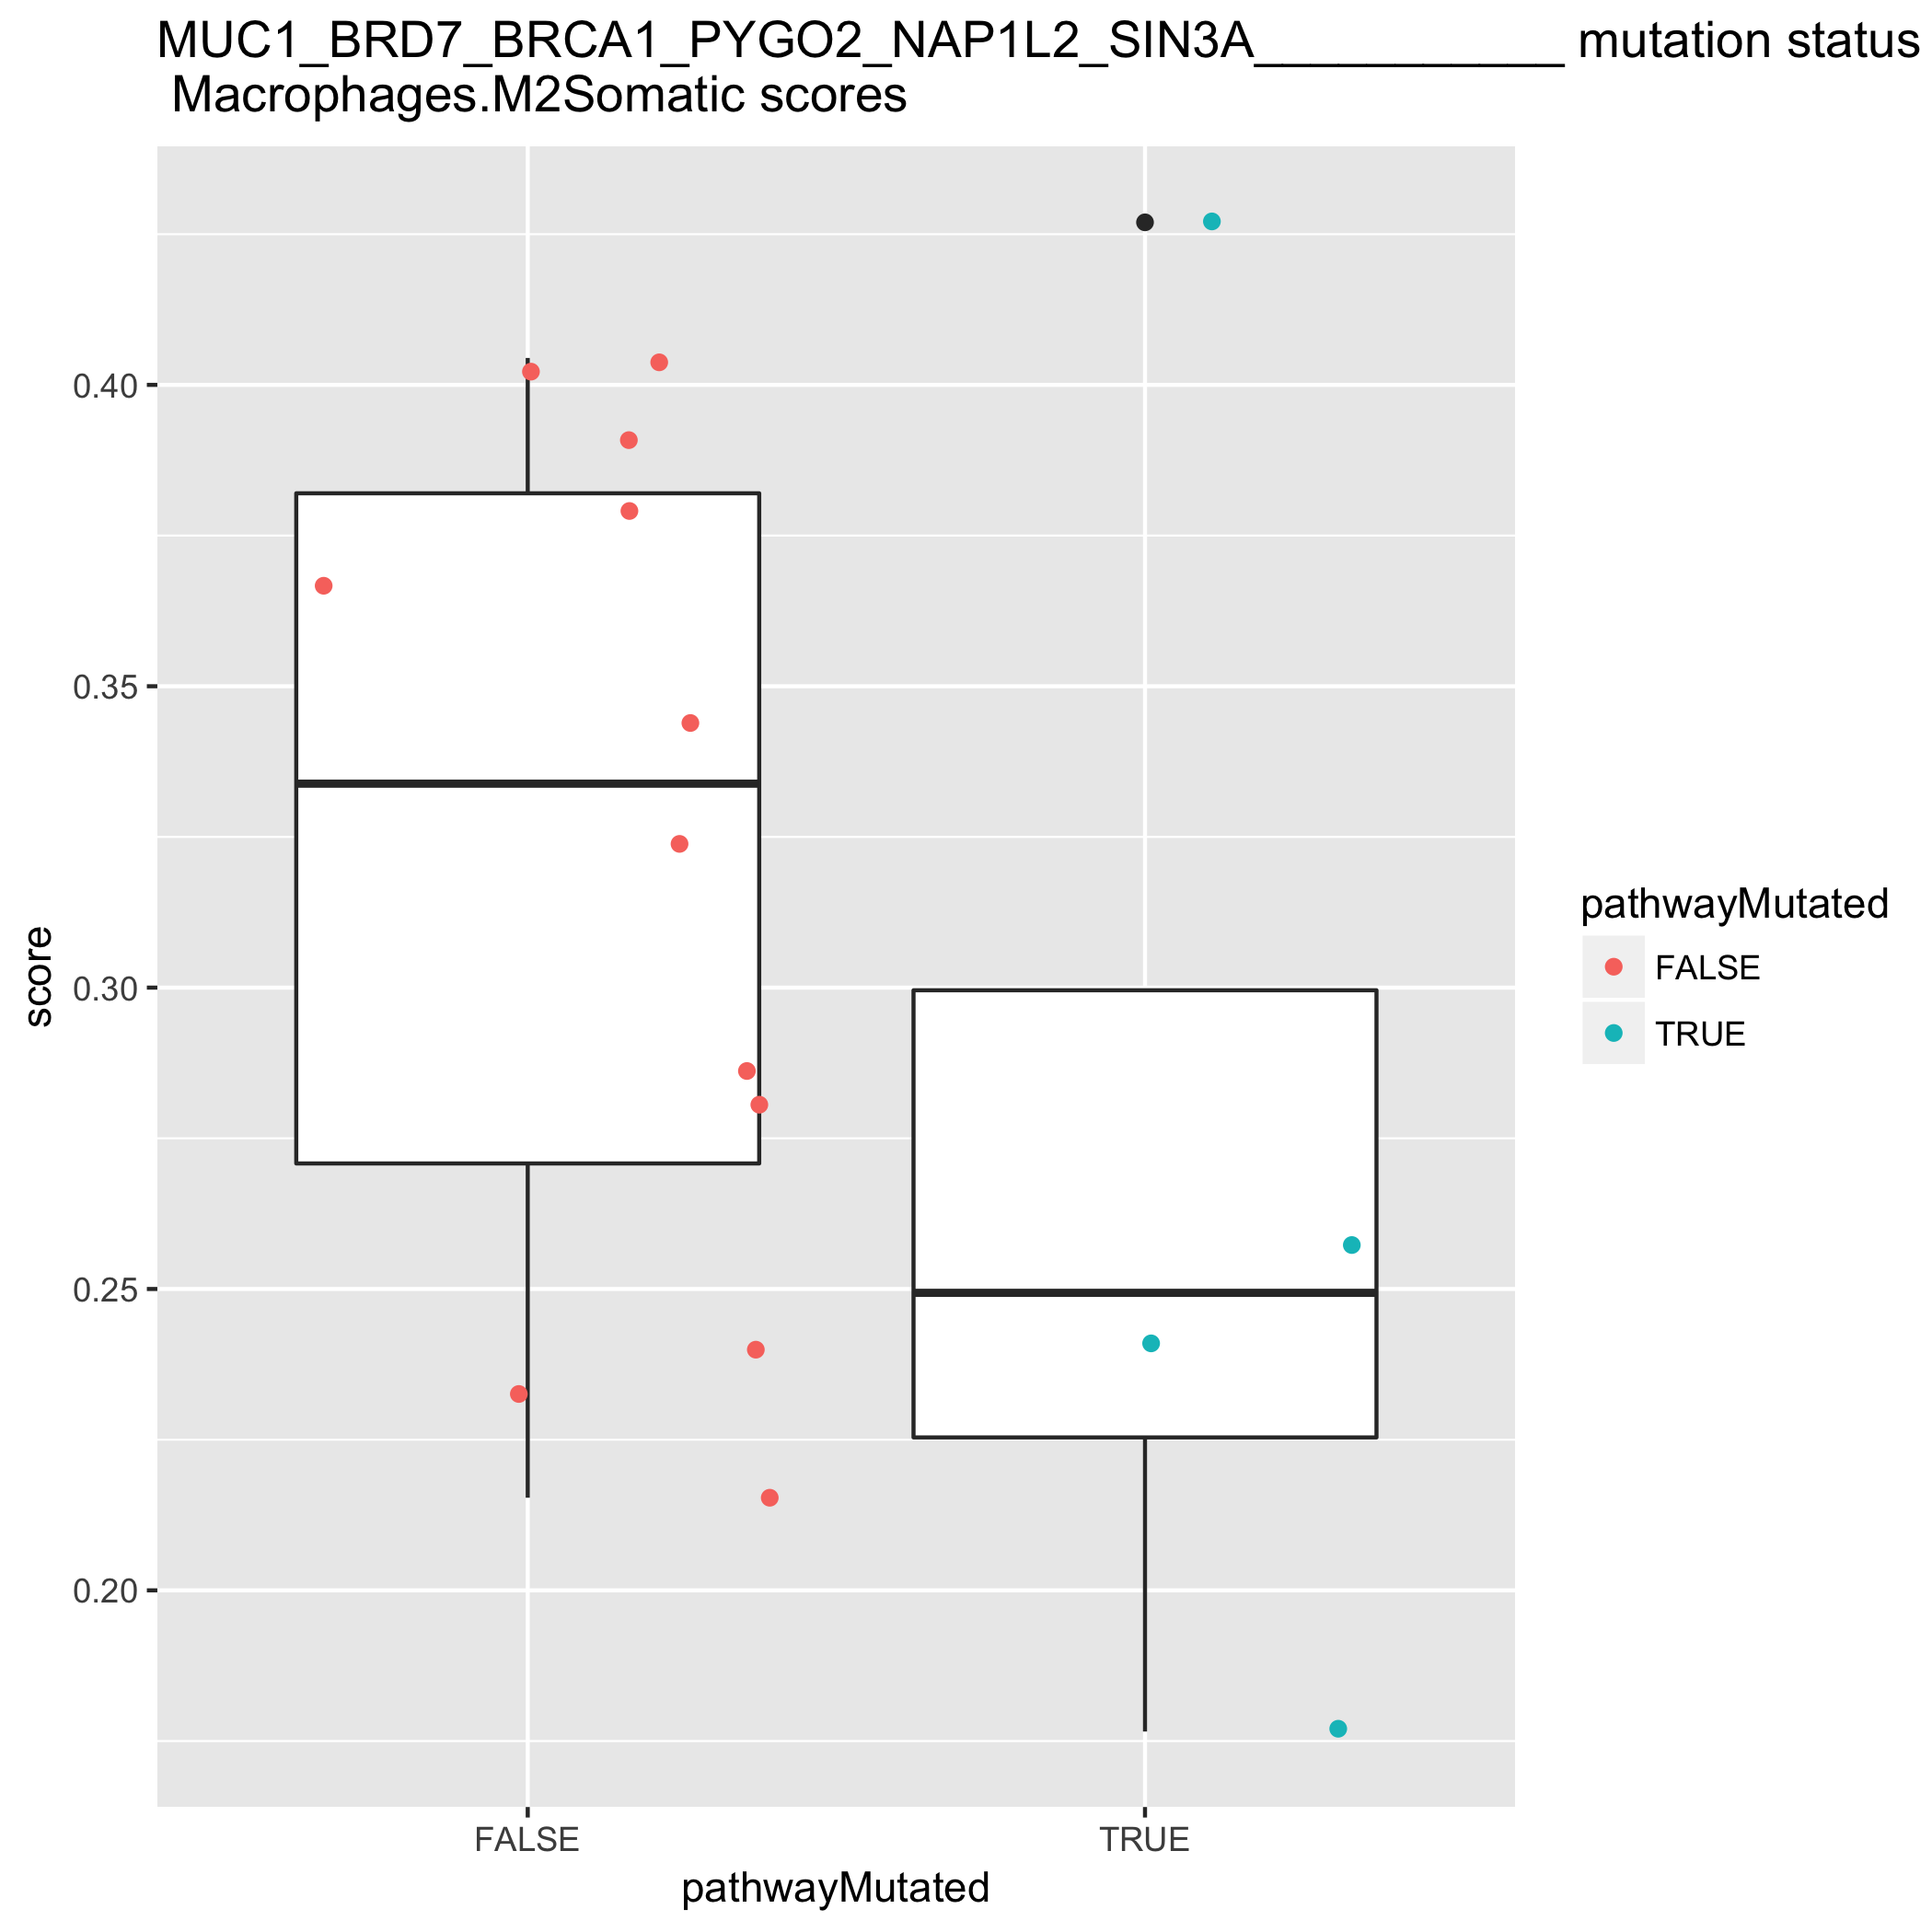 MUC1_BRD7_BRCA1_PYGO2_NAP1L2_SIN3A___________ mutation status
Macrophages.M2Somatic scores
0.40
0.35
0.30
0.25
0.20
score
FALSE
TRUE
pathwayMutated
pathwayMutated
FALSE
TRUE